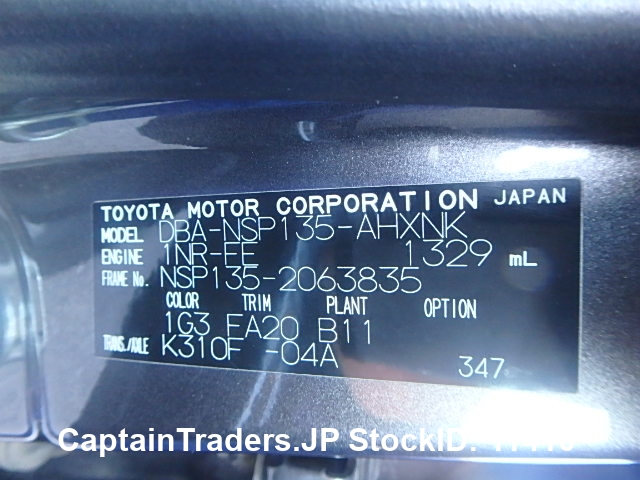 TOYOTA MOTOR CORPORATION JAPAN
MODEL DBA-NSP135-AHXNK
ENGINE 1NR-FE 1329 mL
FRAME No. NSP135-2063835
COLOR TRIM PLANT OPTION
1G3 FA20 B11
TRANS./AXLE K310F -04A
347
CaptainTraders.JP StockID: